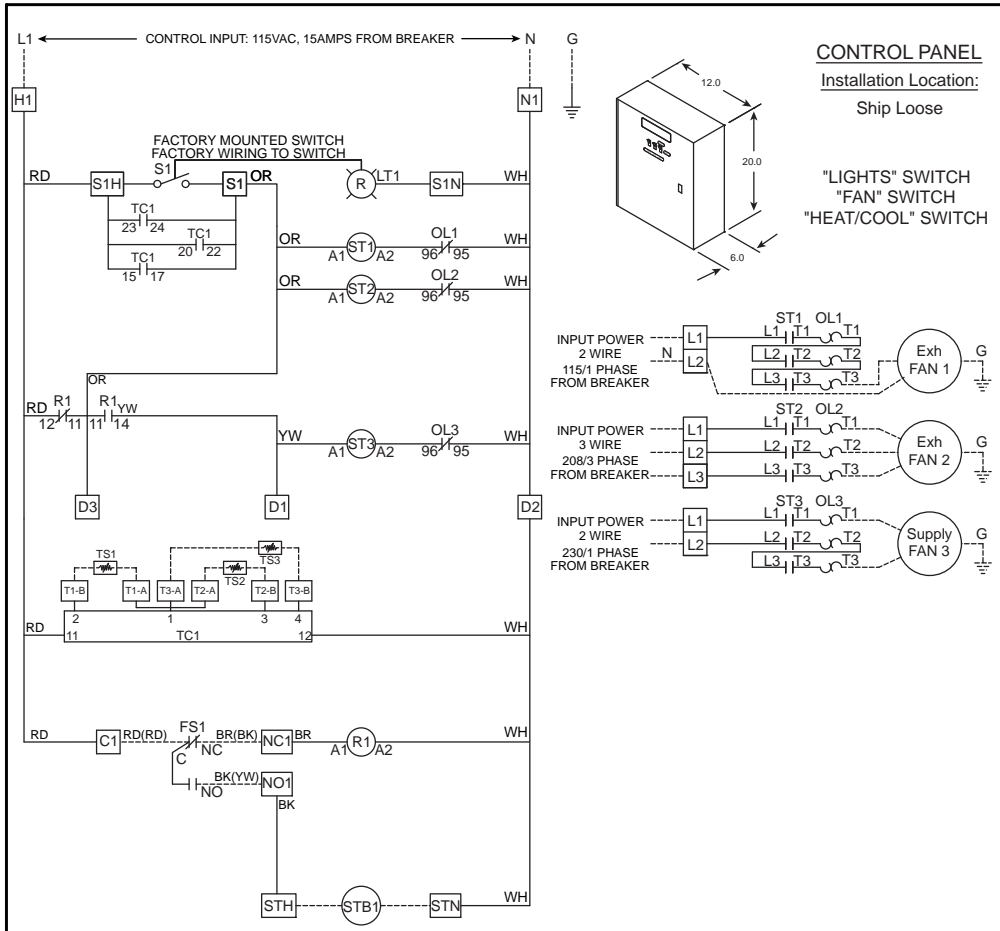 L1 CONTROL INPUT: 115VAC, 15AMPS FROM BREAKER N G
H1 N1
FACTORY MOUNTED SWITCH
FACTORY WIRING TO SWITCH
RD S1H S1 S1 OR R LT1 S1N WH
TC1
23 24
TC1
20 22
TC1
15 17
OR A1 ST1 A2 OL1 96 95 WH
OR A1 ST2 A2 OL2 96 95 WH
OR
RD R1 12 11 R1 11 14 YW
YW A1 ST3 A2 OL3 96 95 WH
D3 D1 D2
TS1 TS3
TS2
T1-B T1-A T3-A T2-A T2-B T3-B
2 1 3 4
RD 11 TC1 12 WH
RD C1 RD(RD) FS1 C NC BR(BK) NC1 BR A1 R1 A2 WH
NO BK(YW) NO1
BK
STH STB1 STN WH
CONTROL PANEL
Installation Location:
Ship Loose
12.0
20.0
6.0
"LIGHTS" SWITCH
"FAN" SWITCH
"HEAT/COOL" SWITCH
ST1 OL1
INPUT POWER L1 L1 T1 T1
2 WIRE N L2 L2 T2 T2 Exh FAN 1 G
115/1 PHASE L3 T3 T3
FROM BREAKER
ST2 OL2
INPUT POWER L1 L1 T1 T1
3 WIRE L2 L2 T2 T2 Exh FAN 2 G
208/3 PHASE
FROM BREAKER L3 L3 T3 T3
ST3 OL3
INPUT POWER L1 L1 T1 T1
2 WIRE L2 L2 T2 T2 Supply FAN 3 G
230/1 PHASE L3 T3 T3
FROM BREAKER